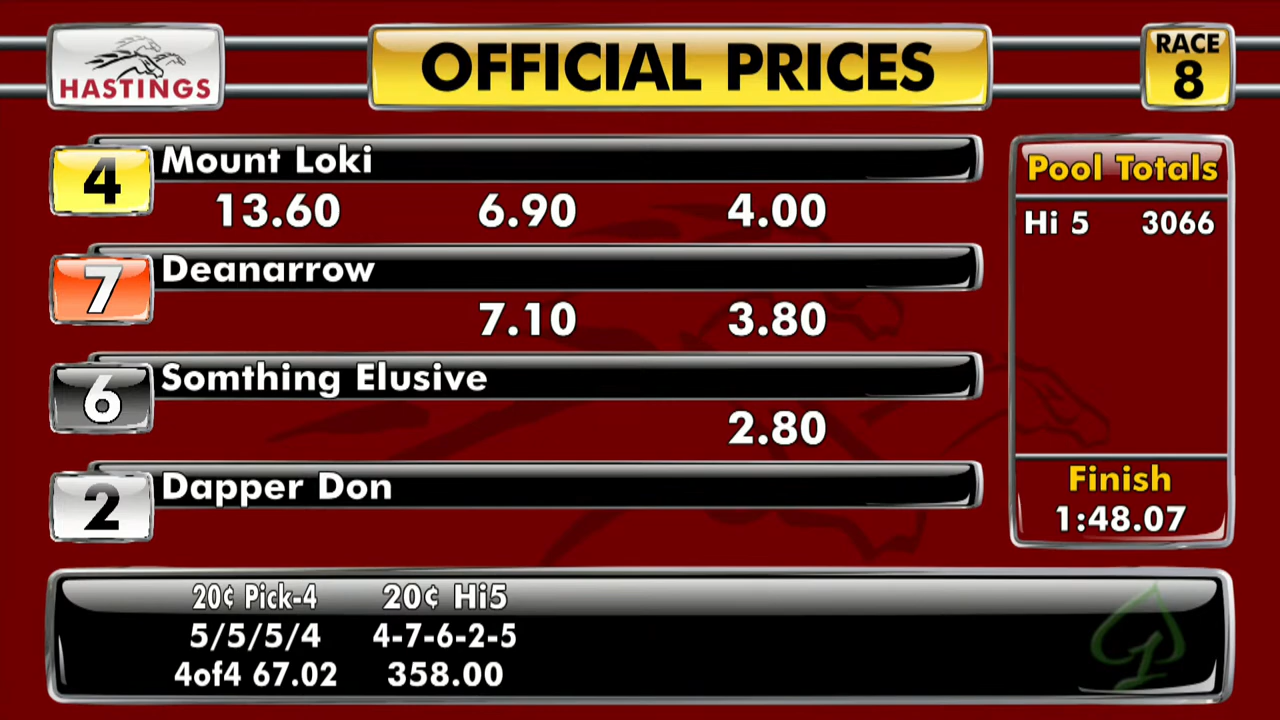 HASTINGS
OFFICIAL PRICES
RACE
8
4 Mount Loki
13.60 6.90 4.00
7 Deanarrow
7.10 3.80
6 Somthing Elusive
2.80
2 Dapper Don
Pool Totals
Hi 5 3066
Finish
1:48.07
20¢ Pick-4 20¢ Hi5
5/5/5/4 4-7-6-2-5
4of4 67.02 358.00